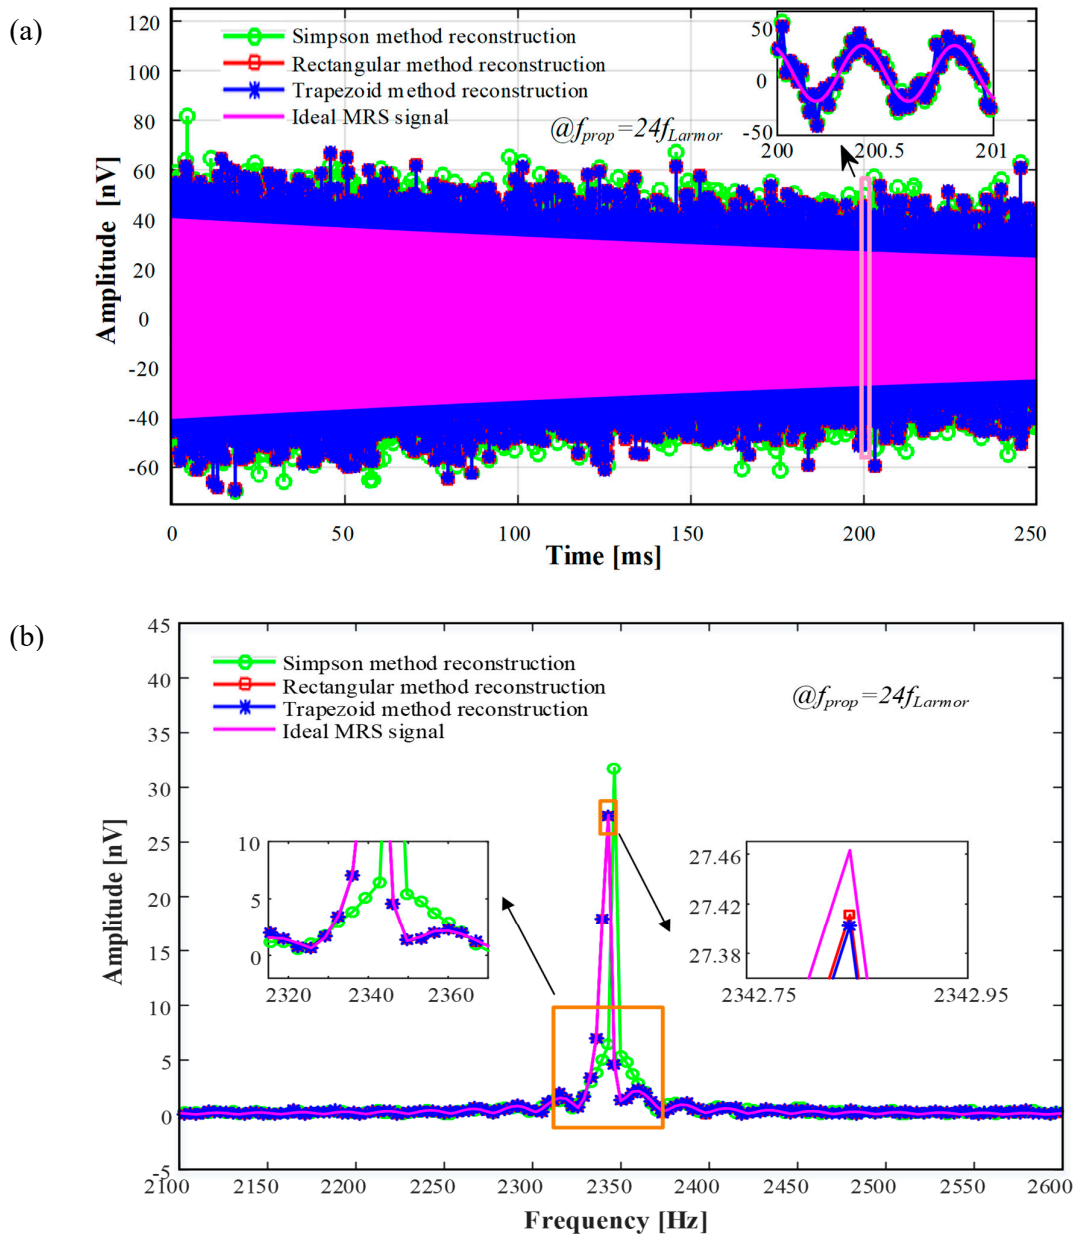 (a)
120
100
80
60
40
20
0
-20
-40
-60
Amplitude [nV]
Simpson method reconstruction
Rectangular method reconstruction
Trapezoid method reconstruction
Ideal MRS signal
@fprop=24fLarmor
50
0
-50
200 200.5 201
0 50 100 150 200 250
Time [ms]
(b)
45
40
35
30
25
20
15
10
5
0
-5
Amplitude [nV]
Simpson method reconstruction
Rectangular method reconstruction
Trapezoid method reconstruction
Ideal MRS signal
@fprop=24fLarmor
10
5
0
2320 2340 2360
27.46
27.42
27.38
2342.75 2342.95
2100 2150 2200 2250 2300 2350 2400 2450 2500 2550 2600
Frequency [Hz]